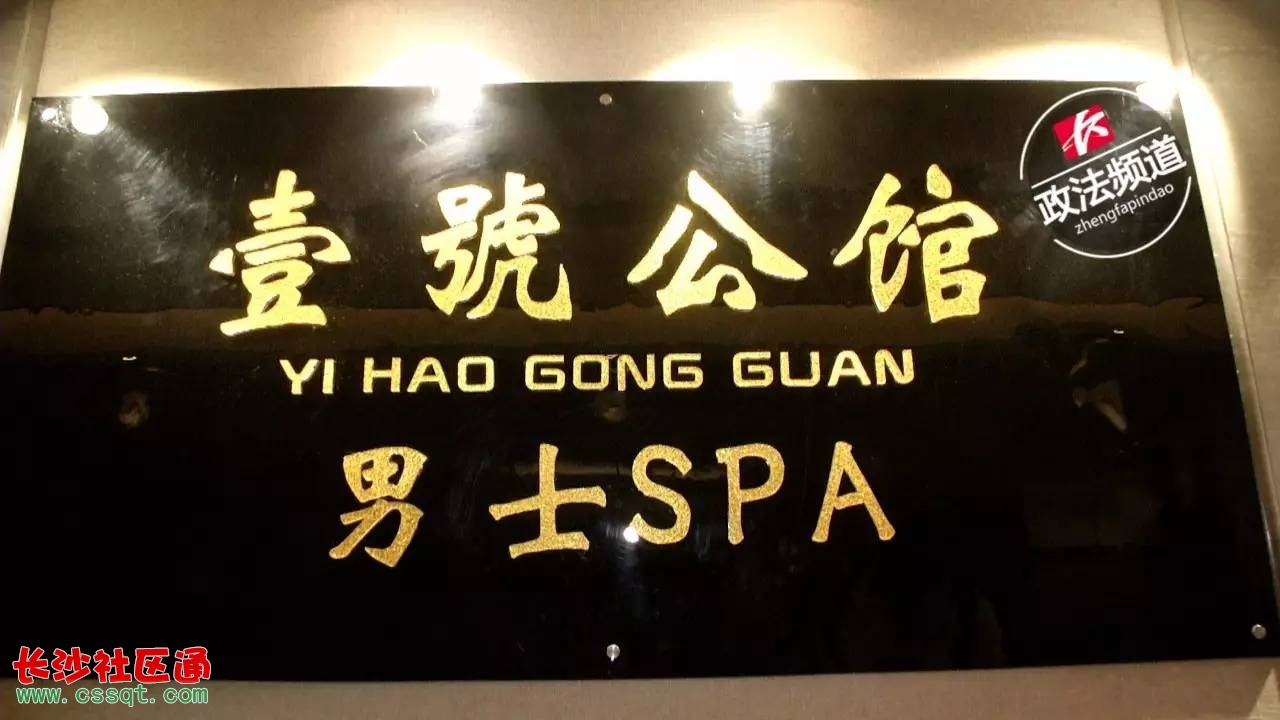 壹號公馆
YI HAO GONG GUAN
男士SPA
长
政法频道
zhengfapindao
长沙社区通
www.cssqt.com